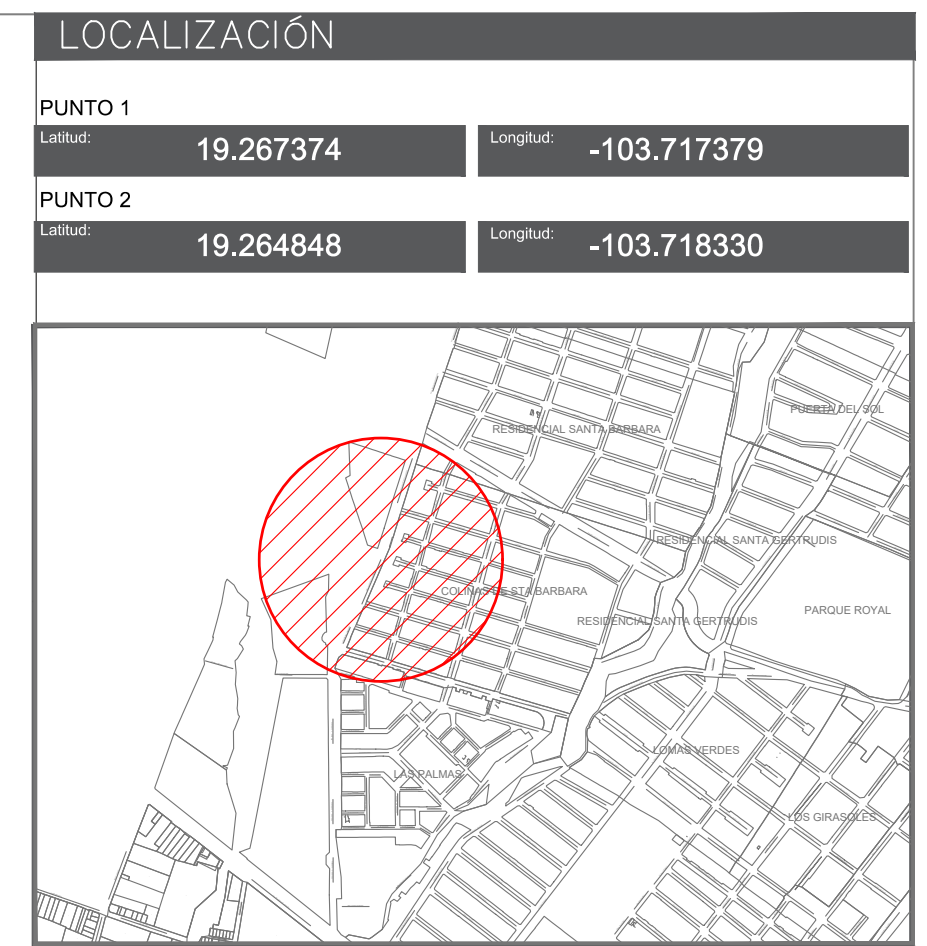 LOCALIZACIÓN
PUNTO 1
Latitud: 19.267374 Longitud: -103.717379
PUNTO 2
Latitud: 19.264848 Longitud: -103.718330
PUERTA DEL SOL
RESIDENCIAL SANTA BARBARA
RESIDENCIAL SANTA GERTRUDIS
COLINAS DE STA BARBARA
PARQUE ROYAL
RESIDENCIAL SANTA GERTRUDIS
LOMAS VERDES
LAS PALMAS
LOS GIRASOLES